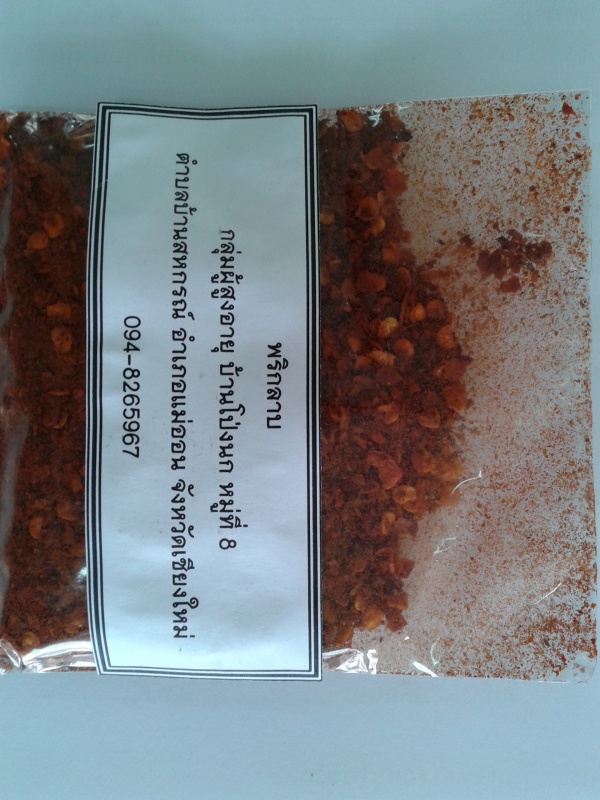 พริกลาบ
กลุ่มผู้สูงอายุ บ้านโป่งนก หมู่ที่ 8
ตำบลบ้านสหกรณ์ อำเภอแม่ออน จังหวัดเชียงใหม่
094-8265967